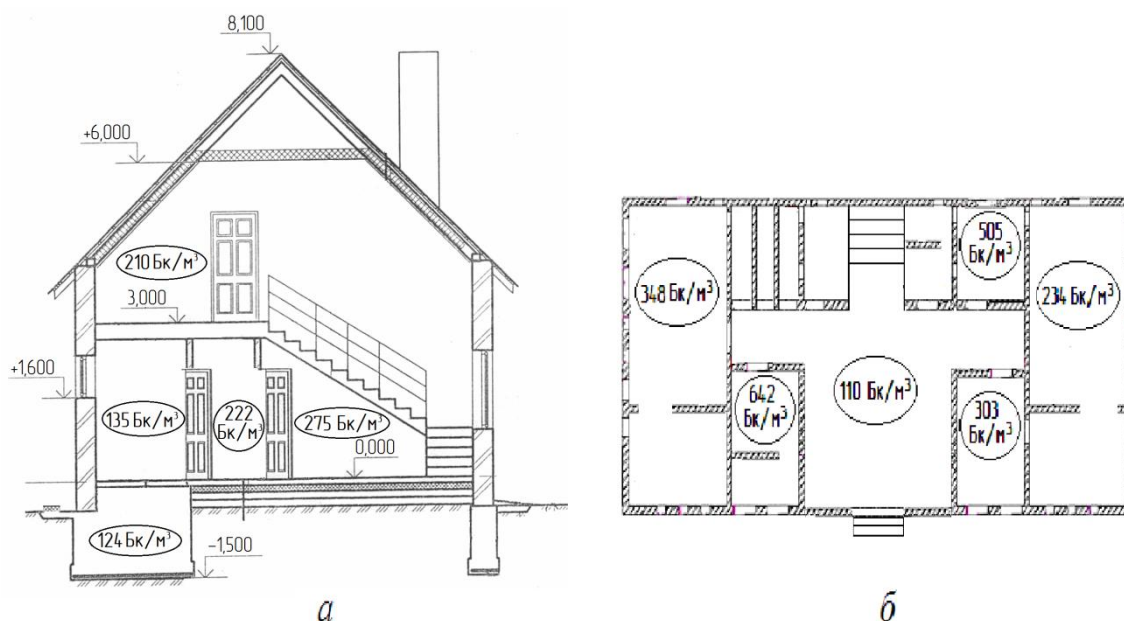 8,100
+6,000
210 Бк/м³
3,000
+1,600
135 Бк/м³
222
Бк/м³
275 Бк/м³
0,000
124 Бк/м³
-1,500
а
505
Бк/м³
348 Бк/м³
234 Бк/м³
642
Бк/м³
110 Бк/м³
303
Бк/м³
б